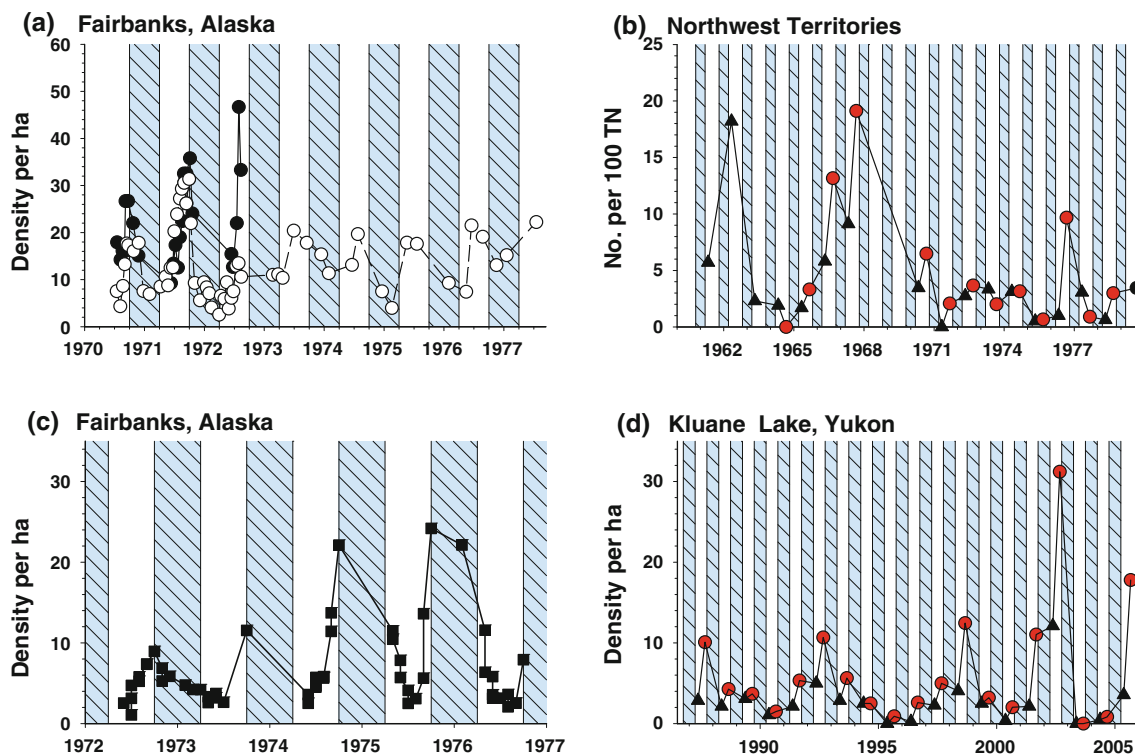 (a) Fairbanks, Alaska
60
50
40
30
20
10
0
Density per ha
1970 1971 1972 1973 1974 1975 1976 1977
(b) Northwest Territories
25
20
15
10
5
0
No. per 100 TN
1962 1965 1968 1971 1974 1977
(c) Fairbanks, Alaska
30
20
10
0
Density per ha
1972 1973 1974 1975 1976 1977
(d) Kluane Lake, Yukon
30
20
10
0
Density per ha
1990 1995 2000 2005